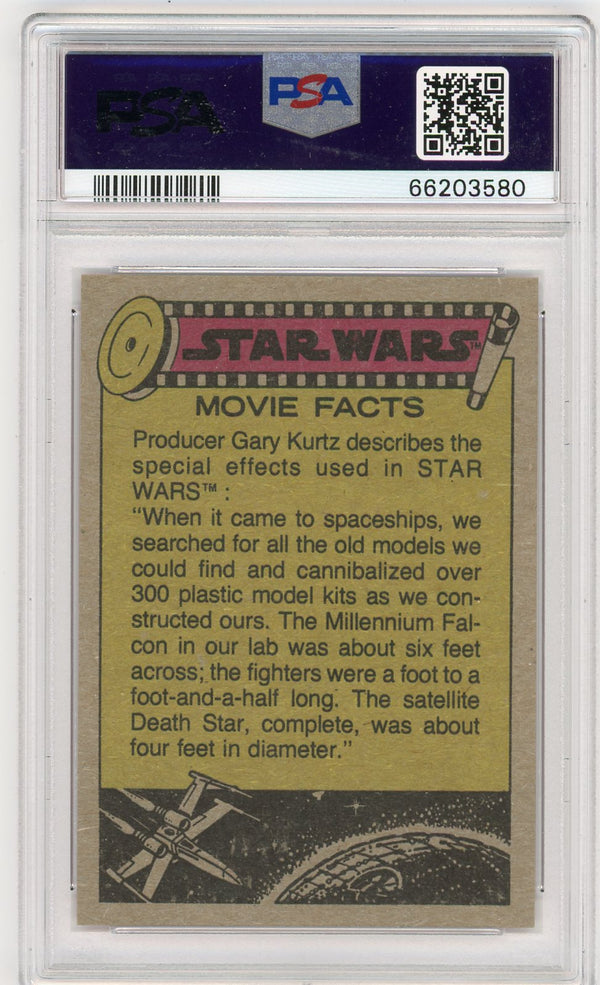 PSA
PSA
66203580
STAR WARS™
MOVIE FACTS
Producer Gary Kurtz describes the
special effects used in STAR
WARS™ :
"When it came to spaceships, we
searched for all the old models we
could find and cannibalized over
300 plastic model kits as we con-
structed ours. The Millennium Fal-
con in our lab was about six feet
across; the fighters were a foot to a
foot-and-a-half long. The satellite
Death Star, complete, was about
four feet in diameter."